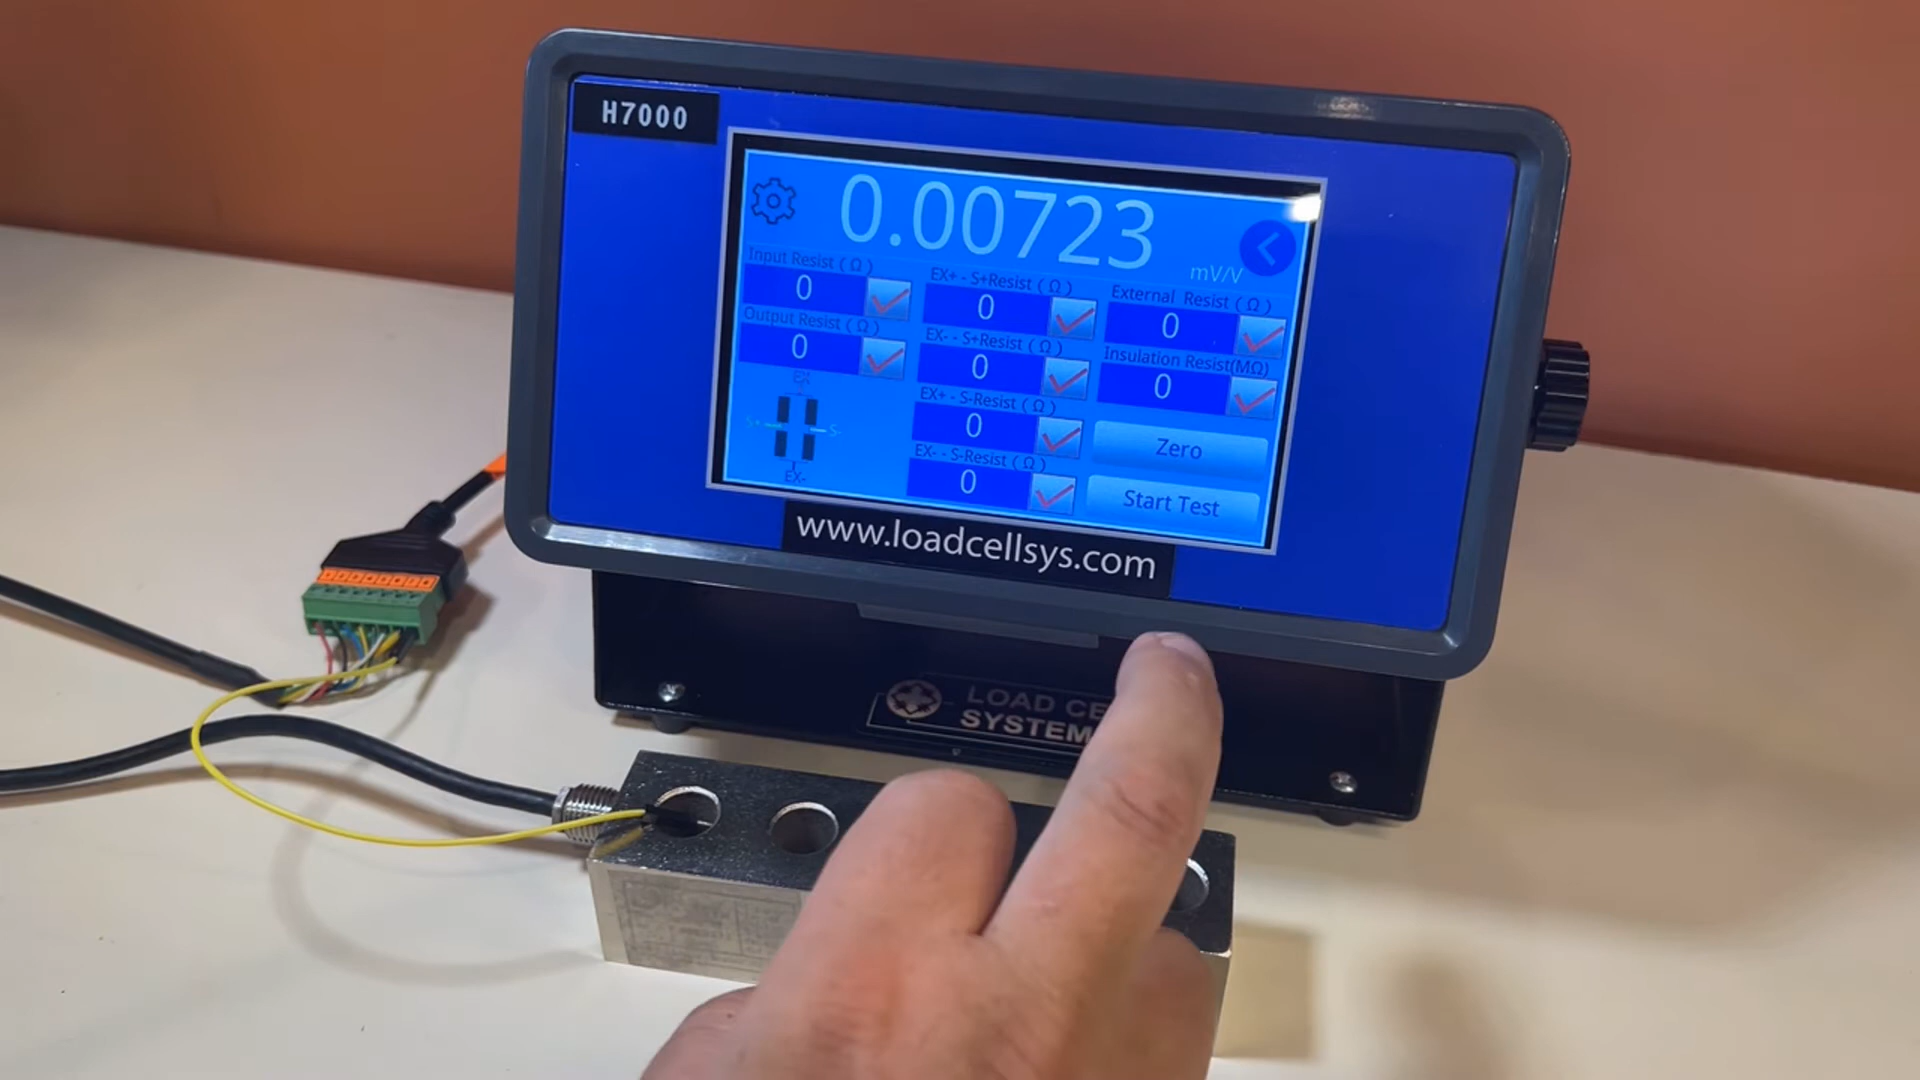 H7000
0.00723
mV/V
Input Resist ( Ω )
0
Output Resist ( Ω )
0
EX+ - S+Resist ( Ω )
0
EX- - S+Resist ( Ω )
0
EX+ - S-Resist ( Ω )
0
EX- - S-Resist ( Ω )
0
External Resist ( Ω )
0
Insulation Resist(MΩ)
0
S+
S-
EX-
Zero
Start Test
www.loadcellsys.com
LOAD CE
SYSTEM